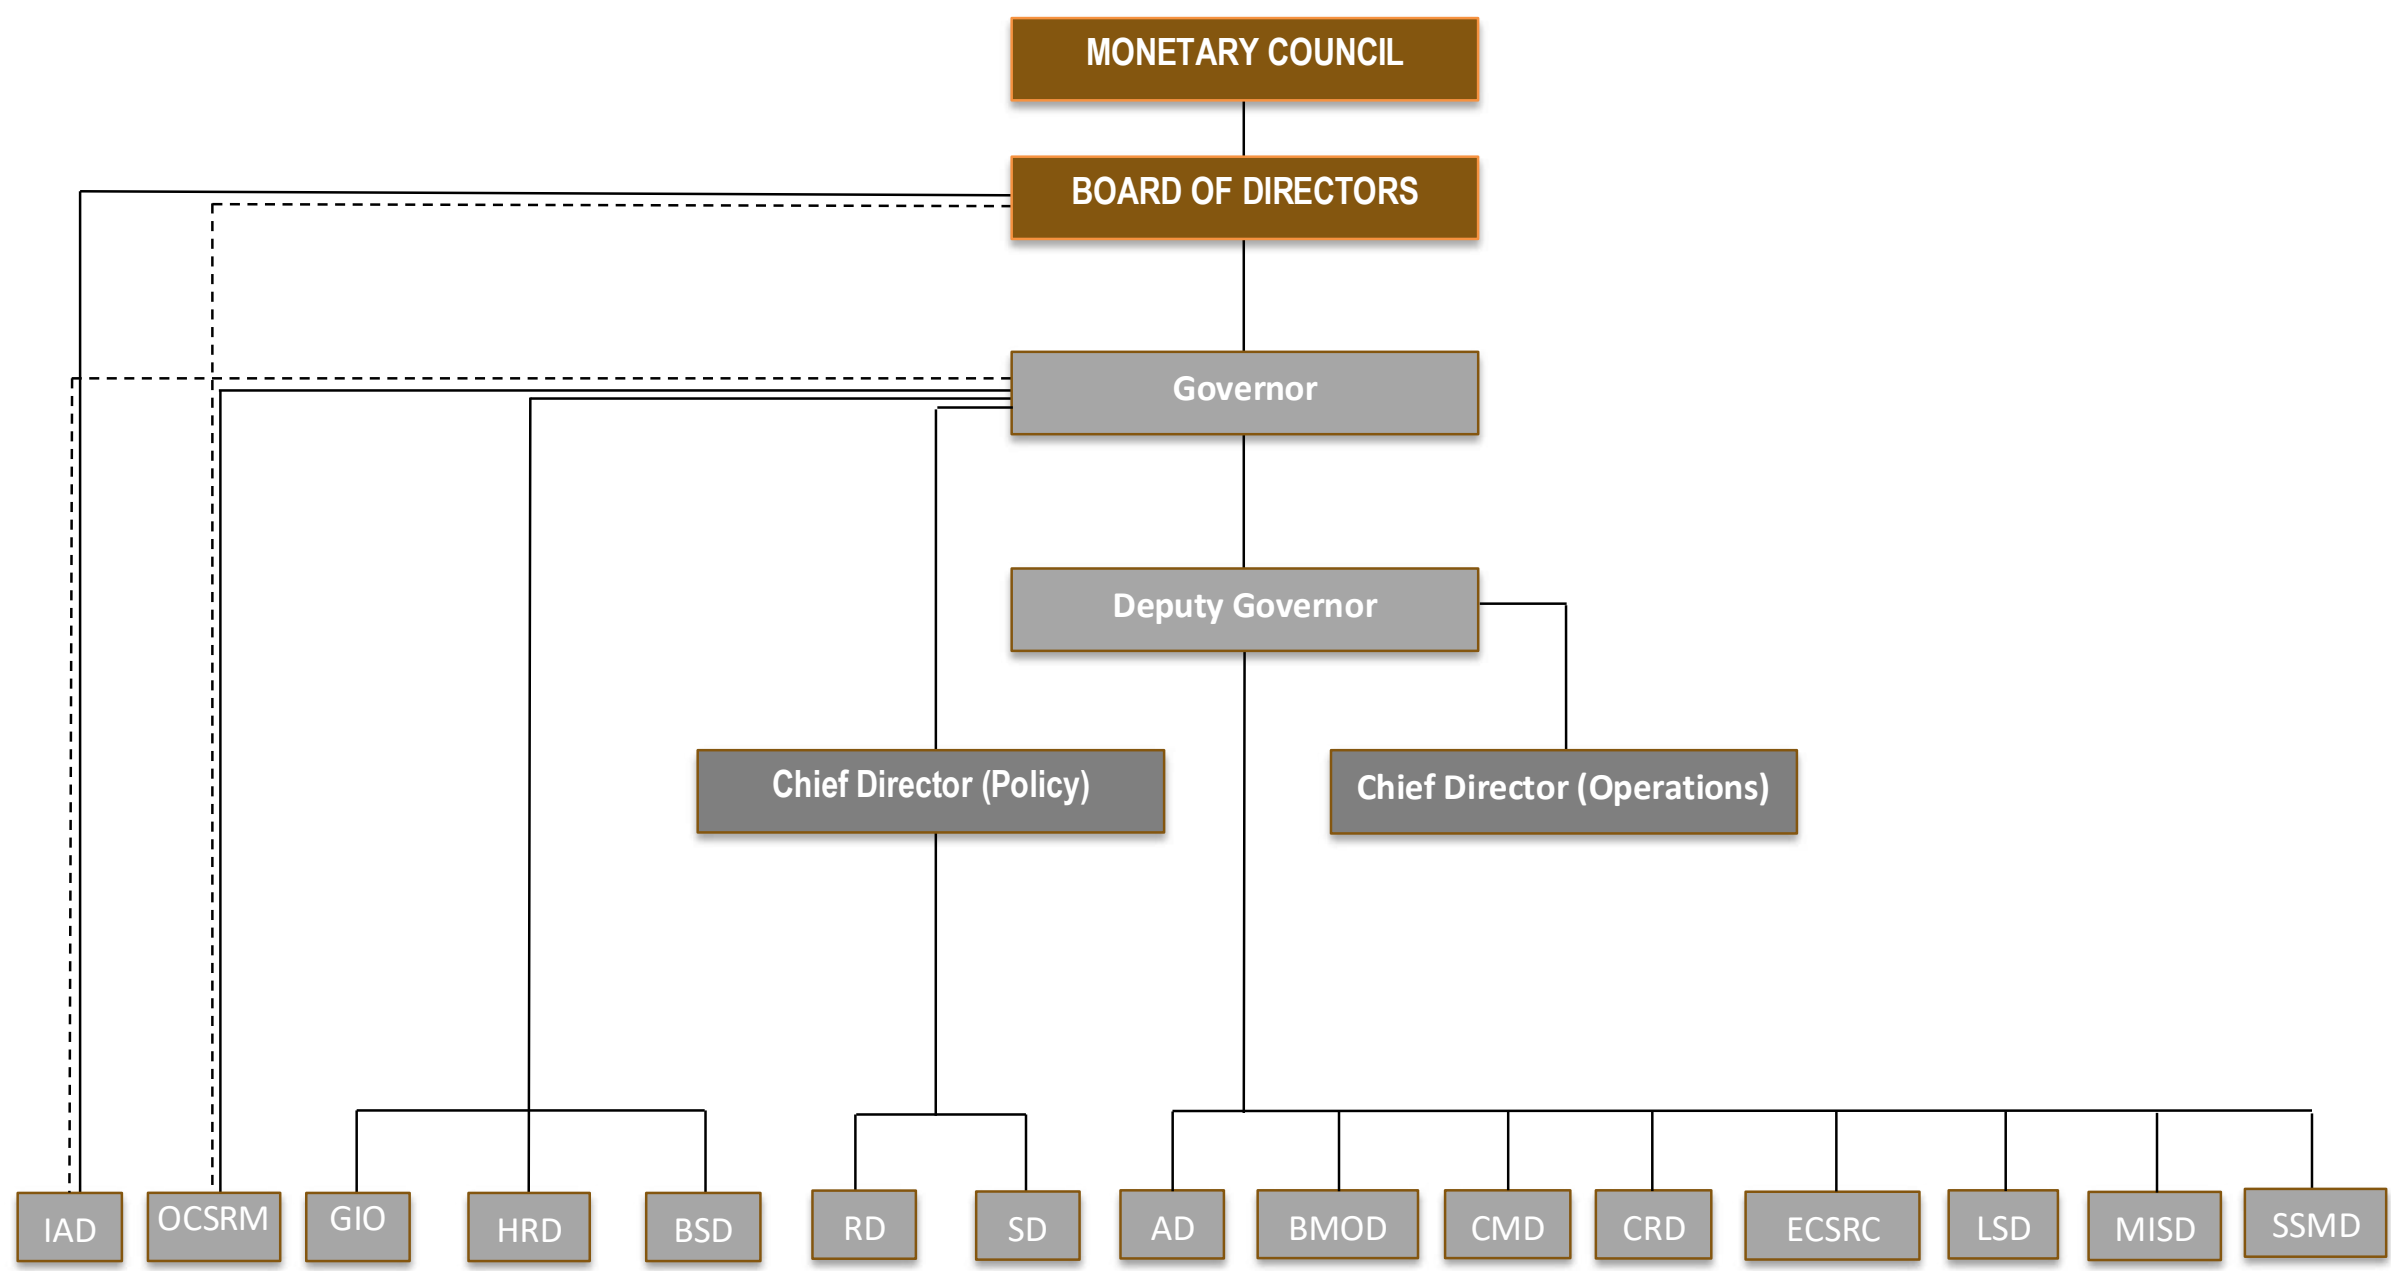 MONETARY COUNCIL
BOARD OF DIRECTORS
Governor
Deputy Governor
Chief Director (Policy)
Chief Director (Operations)
IAD
OCSRM
GIO
HRD
BSD
RD
SD
AD
BMOD
CMD
CRD
ECSRC
LSD
MISD
SSMD